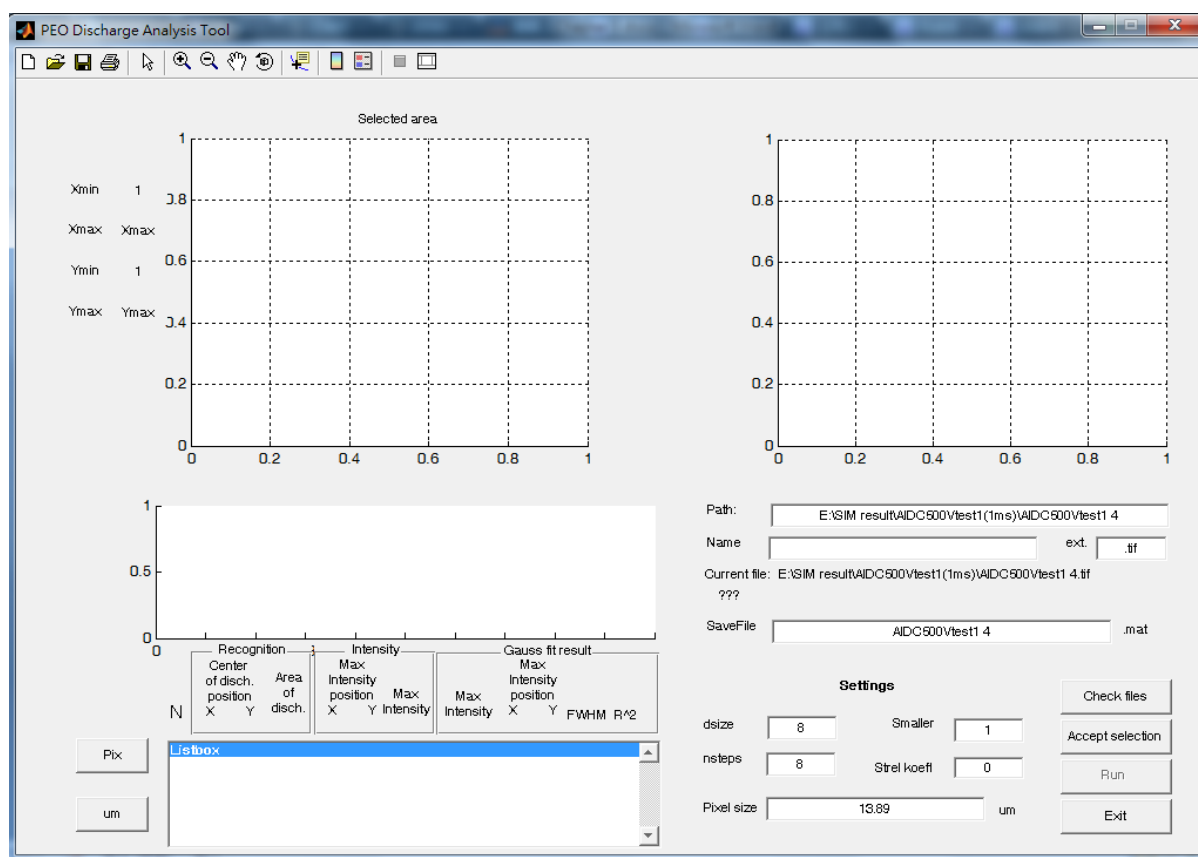 PEO Discharge Analysis Tool
Selected area
1
0.8
0.6
0.4
0.2
0
0 0.2 0.4 0.6 0.8 1
Xmin 1
Xmax Xmax
Ymin 1
Ymax Ymax
1
0.8
0.6
0.4
0.2
0
0 0.2 0.4 0.6 0.8 1
1
0.5
0
0
Path: E:\SIM result\AIDC500Vtest1(1ms)\AIDC500Vtest1 4
Name ext. .tif
Current file: E:\SIM result\AIDC500Vtest1(1ms)\AIDC500Vtest1 4.tif
???
SaveFile AIDC500Vtest1 4 .mat
Recognition Intensity Gauss fit result
N
Center
of disch.
position
X Y
Area
of
disch.
Max
Intensity
position
X Y
Max
Intensity
Max
Intensity
Max
Intensity
position
X Y
FWHM R^2
Pix
um
Listbox
Settings
dsize 8 Smaller 1
nsteps 8 Strel koefl 0
Pixel size 13.89 um
Check files
Accept selection
Run
Exit